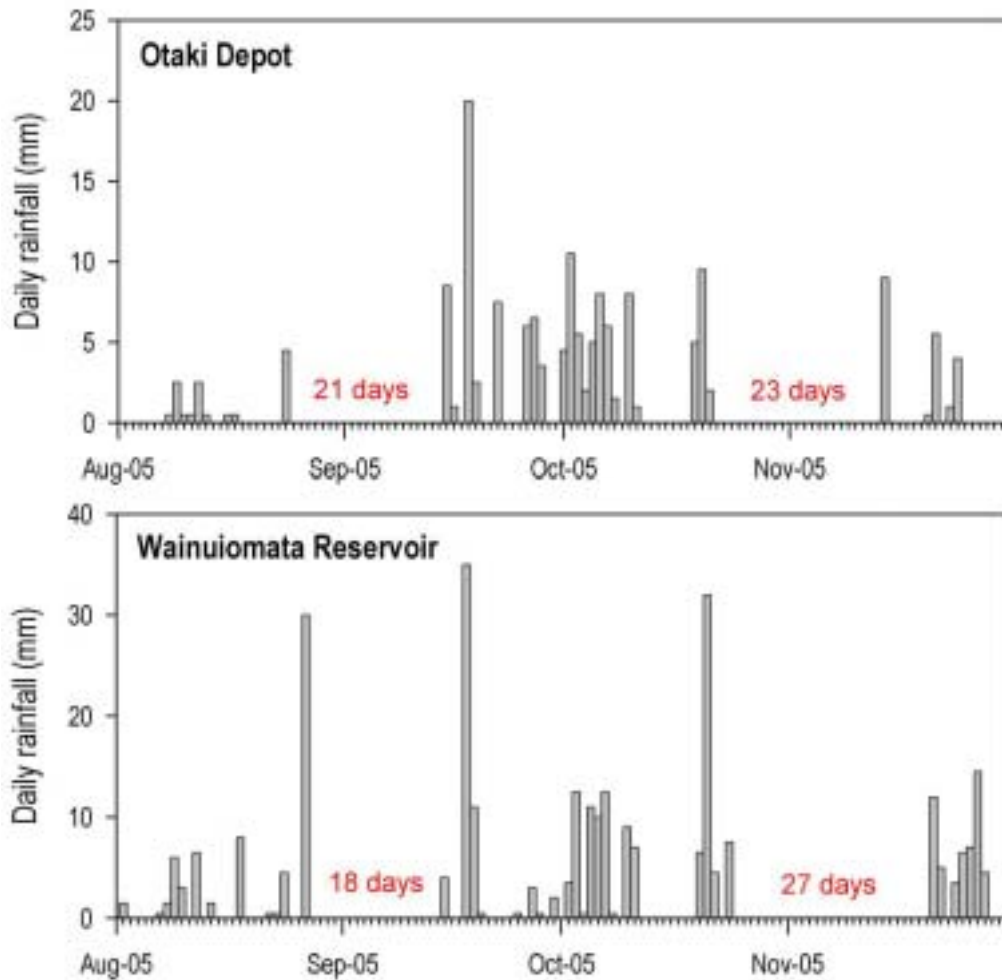 25
Otaki Depot
20
15
10
5
0
Daily rainfall (mm)
21 days
23 days
Aug-05 Sep-05 Oct-05 Nov-05
40
Wainuiomata Reservoir
30
20
10
0
Daily rainfall (mm)
18 days
27 days
Aug-05 Sep-05 Oct-05 Nov-05